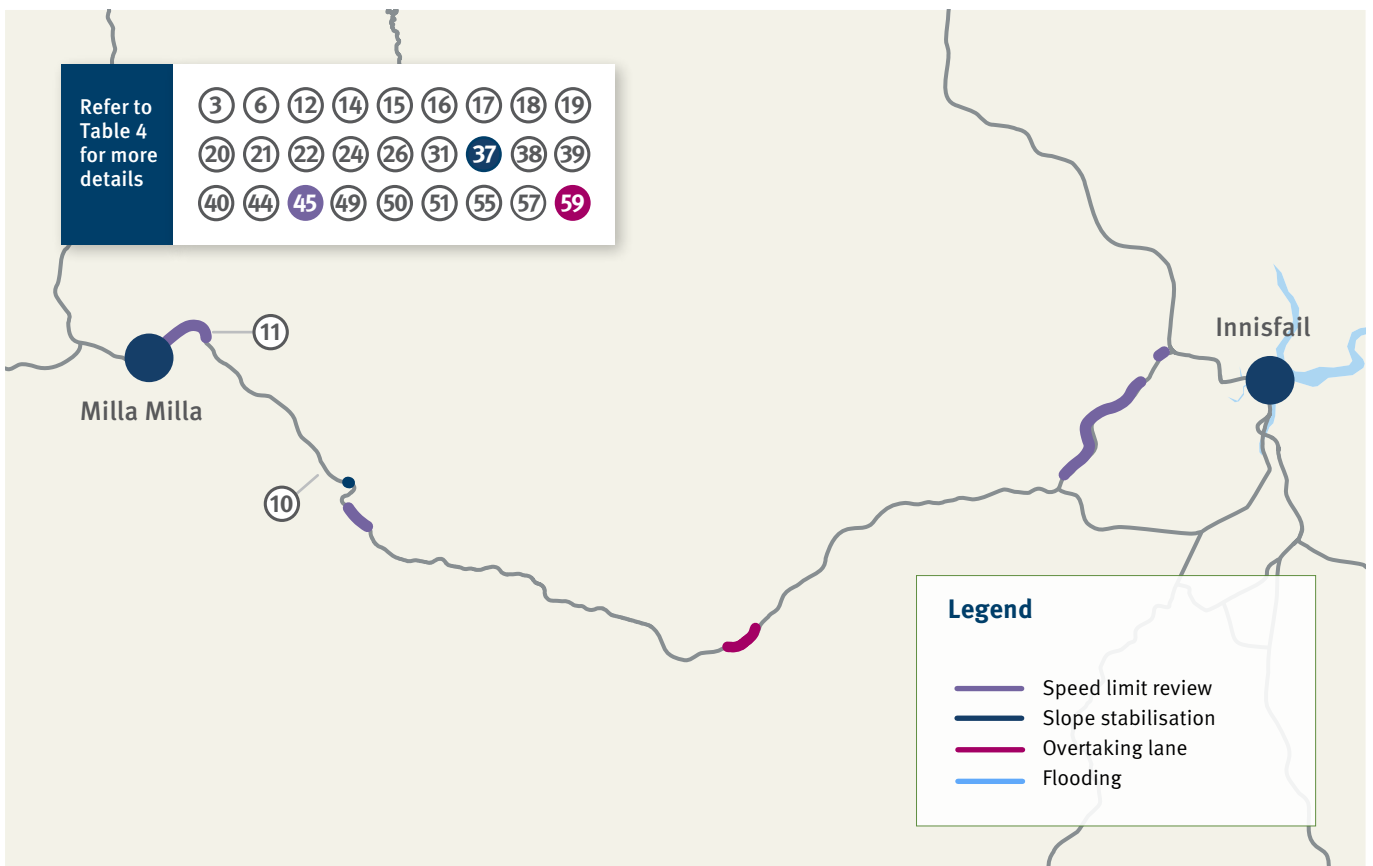 Refer to
Table 4
for more
details
3 6 12 14 15 16 17 18 19
20 21 22 24 26 31 37 38 39
40 44 45 49 50 51 55 57 59
11
Innisfail
Milla Milla
10
Legend
Speed limit review
Slope stabilisation
Overtaking lane
Flooding